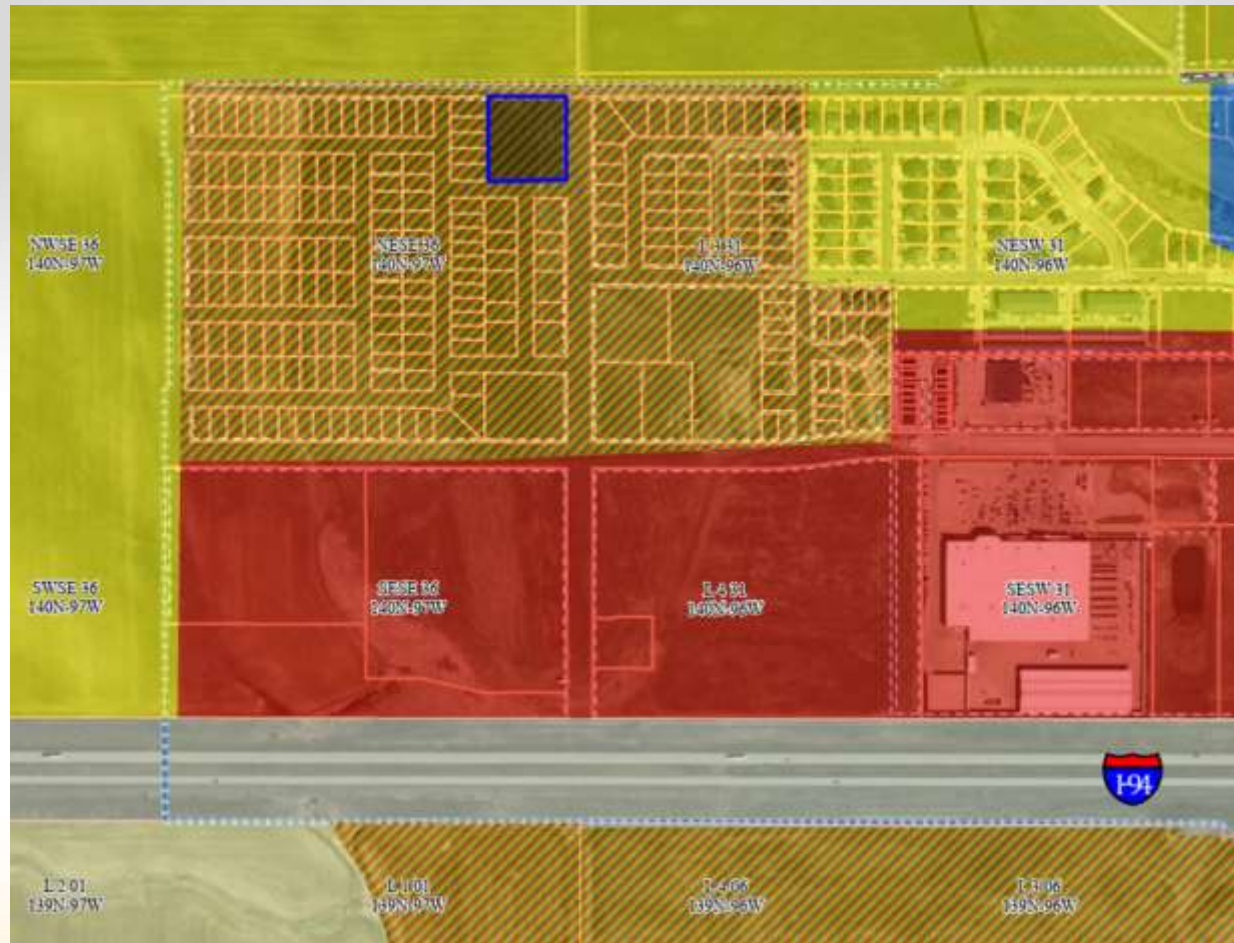 NWSE 36
140N-97W
NESE 36
140N-97W
L 3 31
140N-96W
NESW 31
140N-96W
SWSE 36
140N-97W
SESE 36
140N-97W
L 4 31
140N-96W
SESW 31
140N-96W
I-94
L 2 01
139N-97W
L 1 01
139N-97W
L 4 06
139N-96W
L 3 06
139N-96W